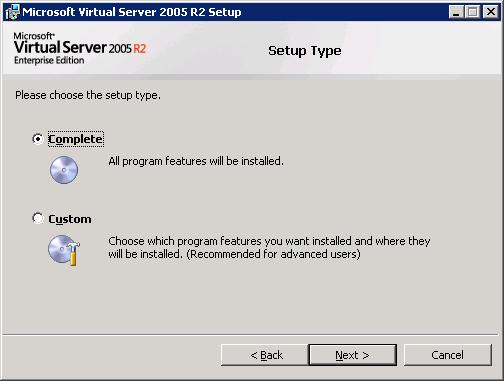 Microsoft Virtual Server 2005 R2 Setup
Microsoft®
Virtual Server 2005 R2
Enterprise Edition
Setup Type
Please choose the setup type.
Complete
All program features will be installed.
Custom
Choose which program features you want installed and where they
will be installed. (Recommended for advanced users)
< Back
Next >
Cancel